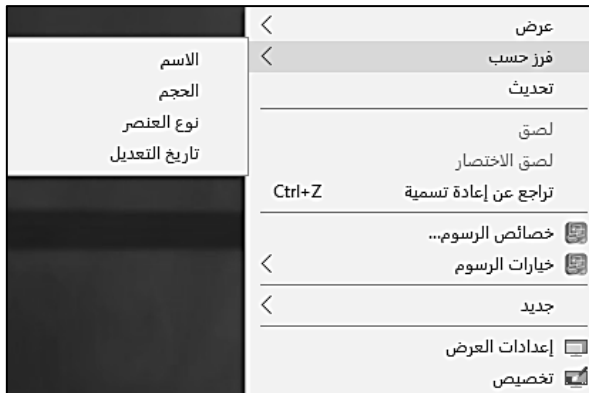 عرض
فرز حسب
تحديث
لصق
لصق الاختصار
تراجع عن إعادة تسمية Ctrl+Z
خصائص الرسوم...
خيارات الرسوم
جديد
إعدادات العرض
تخصيص
الاسم
الحجم
نوع العنصر
تاريخ التعديل